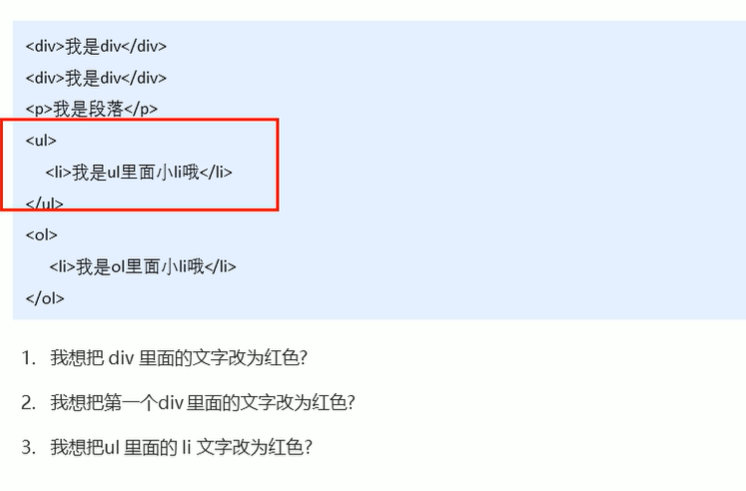 <div>我是div</div>
<div>我是div</div>
<p>我是段落</p>
<ul>
<li>我是ul里面小li哦</li>
</ul>
<ol>
<li>我是ol里面小li哦</li>
</ol>
1. 我想把 div 里面的文字改为红色?
2. 我想把第一个div 里面的文字改为红色?
3. 我想把ul 里面的 li 文字改为红色?